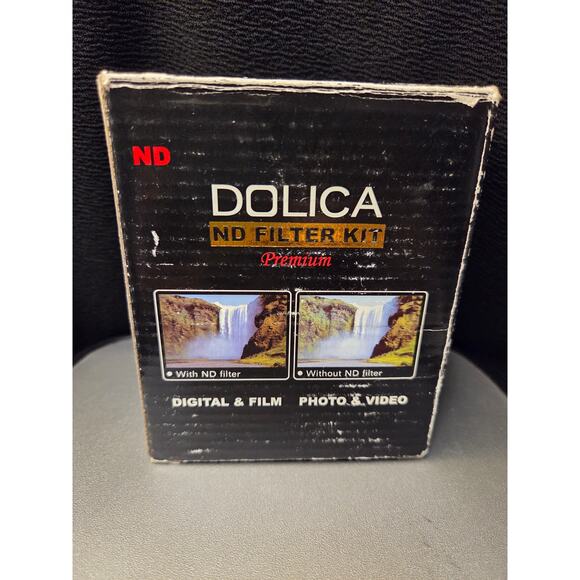 ND
DOLICA
ND FILTER KIT
Premium
• With ND filter
• Without ND filter
DIGITAL & FILM PHOTO & VIDEO